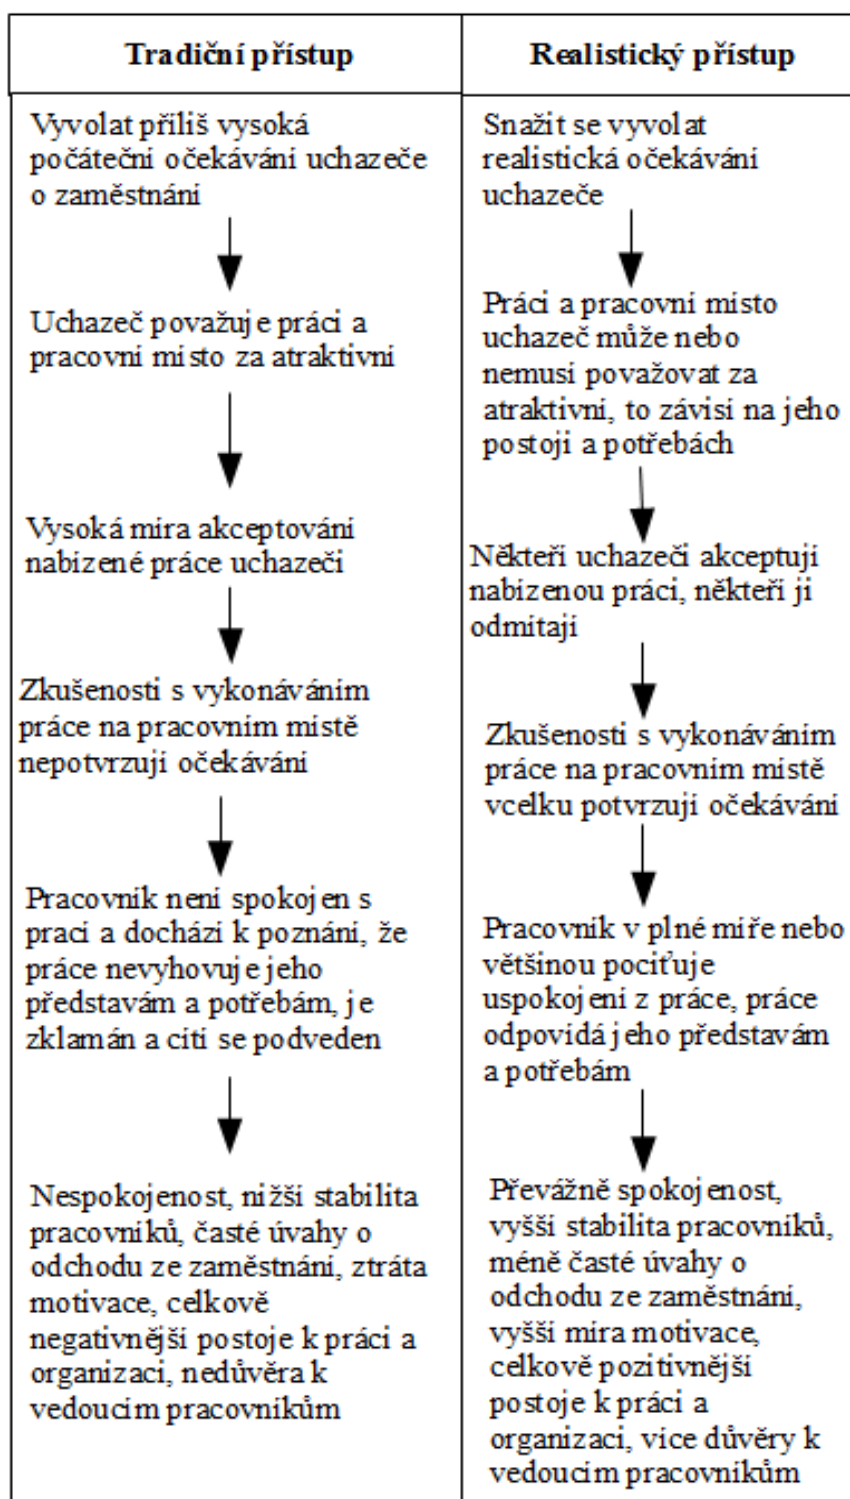 Tradiční přístup
Vyvolat příliš vysoká
počáteční očekávání uchazeče
o zaměstnání
Uchazeč považuje práci a
pracovní místo za atraktivní
Vysoká míra akceptování
nabízené práce uchazeči
Zkušenosti s vykonáváním
práce na pracovním místě
nepotvrzují očekávání
Pracovník není spokojen s
prací a dochází k poznání, že
práce nevyhovuje jeho
představám a potřebám, je
zklamán a cítí se podveden
Nespokojenost, nižší stabilita
pracovníků, časté úvahy o
odchodu ze zaměstnání, ztráta
motivace, celkově
negativnější postoje k práci a
organizaci, nedůvěra k
vedoucím pracovníkům
Realistický přístup
Snažit se vyvolat
realistická očekávání
uchazeče
Práci a pracovní místo
uchazeč může nebo
nemusí považovat za
atraktivní, to závisí na jeho
postoji a potřebách
Někteří uchazeči akceptují
nabízenou práci, někteří ji
odmítají
Zkušenosti s vykonáváním
práce na pracovním místě
vcelku potvrzují očekávání
Pracovník v plné míře nebo
většinou pociťuje
uspokojení z práce, práce
odpovídá jeho představám
a potřebám
Převážně spokojenost,
vyšší stabilita pracovníků,
méně časté úvahy o
odchodu ze zaměstnání,
vyšší míra motivace,
celkově pozitivnější
postoje k práci a
organizaci, více důvěry k
vedoucím pracovníkům